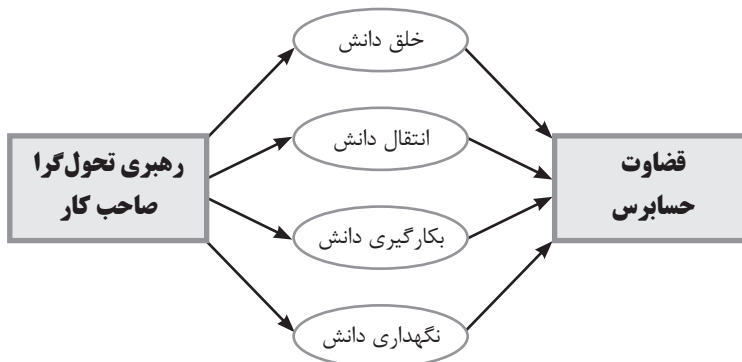 خلق دانش
انتقال دانش
رهبری تحول‌گرا
صاحب کار
قضاوت
حسابرس
بکارگیری دانش
نگهداری دانش